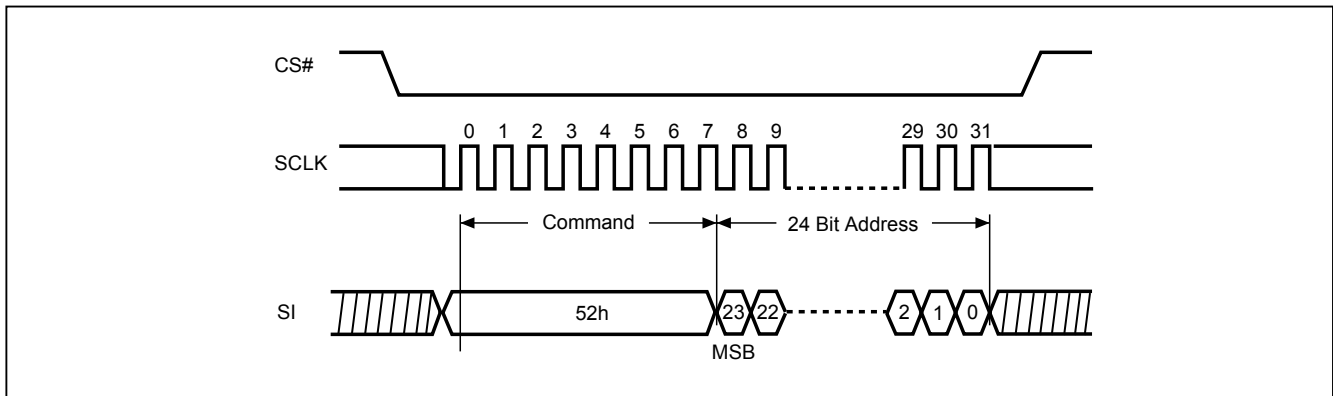 CS#
0 1 2 3 4 5 6 7 8 9 29 30 31
SCLK
Command 24 Bit Address
SI 52h 23 22 2 1 0
MSB